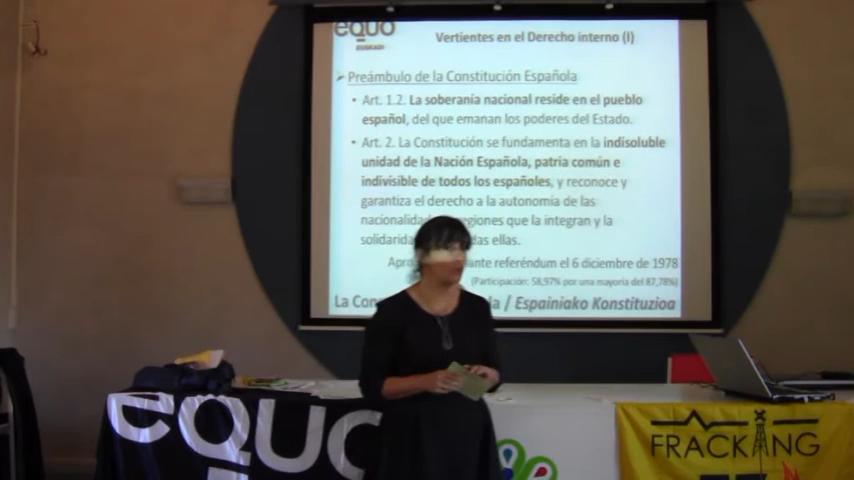 equo
EUSKADI
Vertientes en el Derecho interno (I)
Preámbulo de la Constitución Española
• Art. 1.2. La soberanía nacional reside en el pueblo
español, del que emanan los poderes del Estado.
• Art. 2. La Constitución se fundamenta en la indisoluble
unidad de la Nación Española, patria común e
indivisible de todos los españoles, y reconoce y
garantiza el derecho a la autonomía de las
regiones que la integran y la
ellas.
referéndum el 6 diciembre de 1978
(Participación: 58,97% por una mayoría del 87,78%)
La / Espainiako Konstituzioa
equo
FRACKING